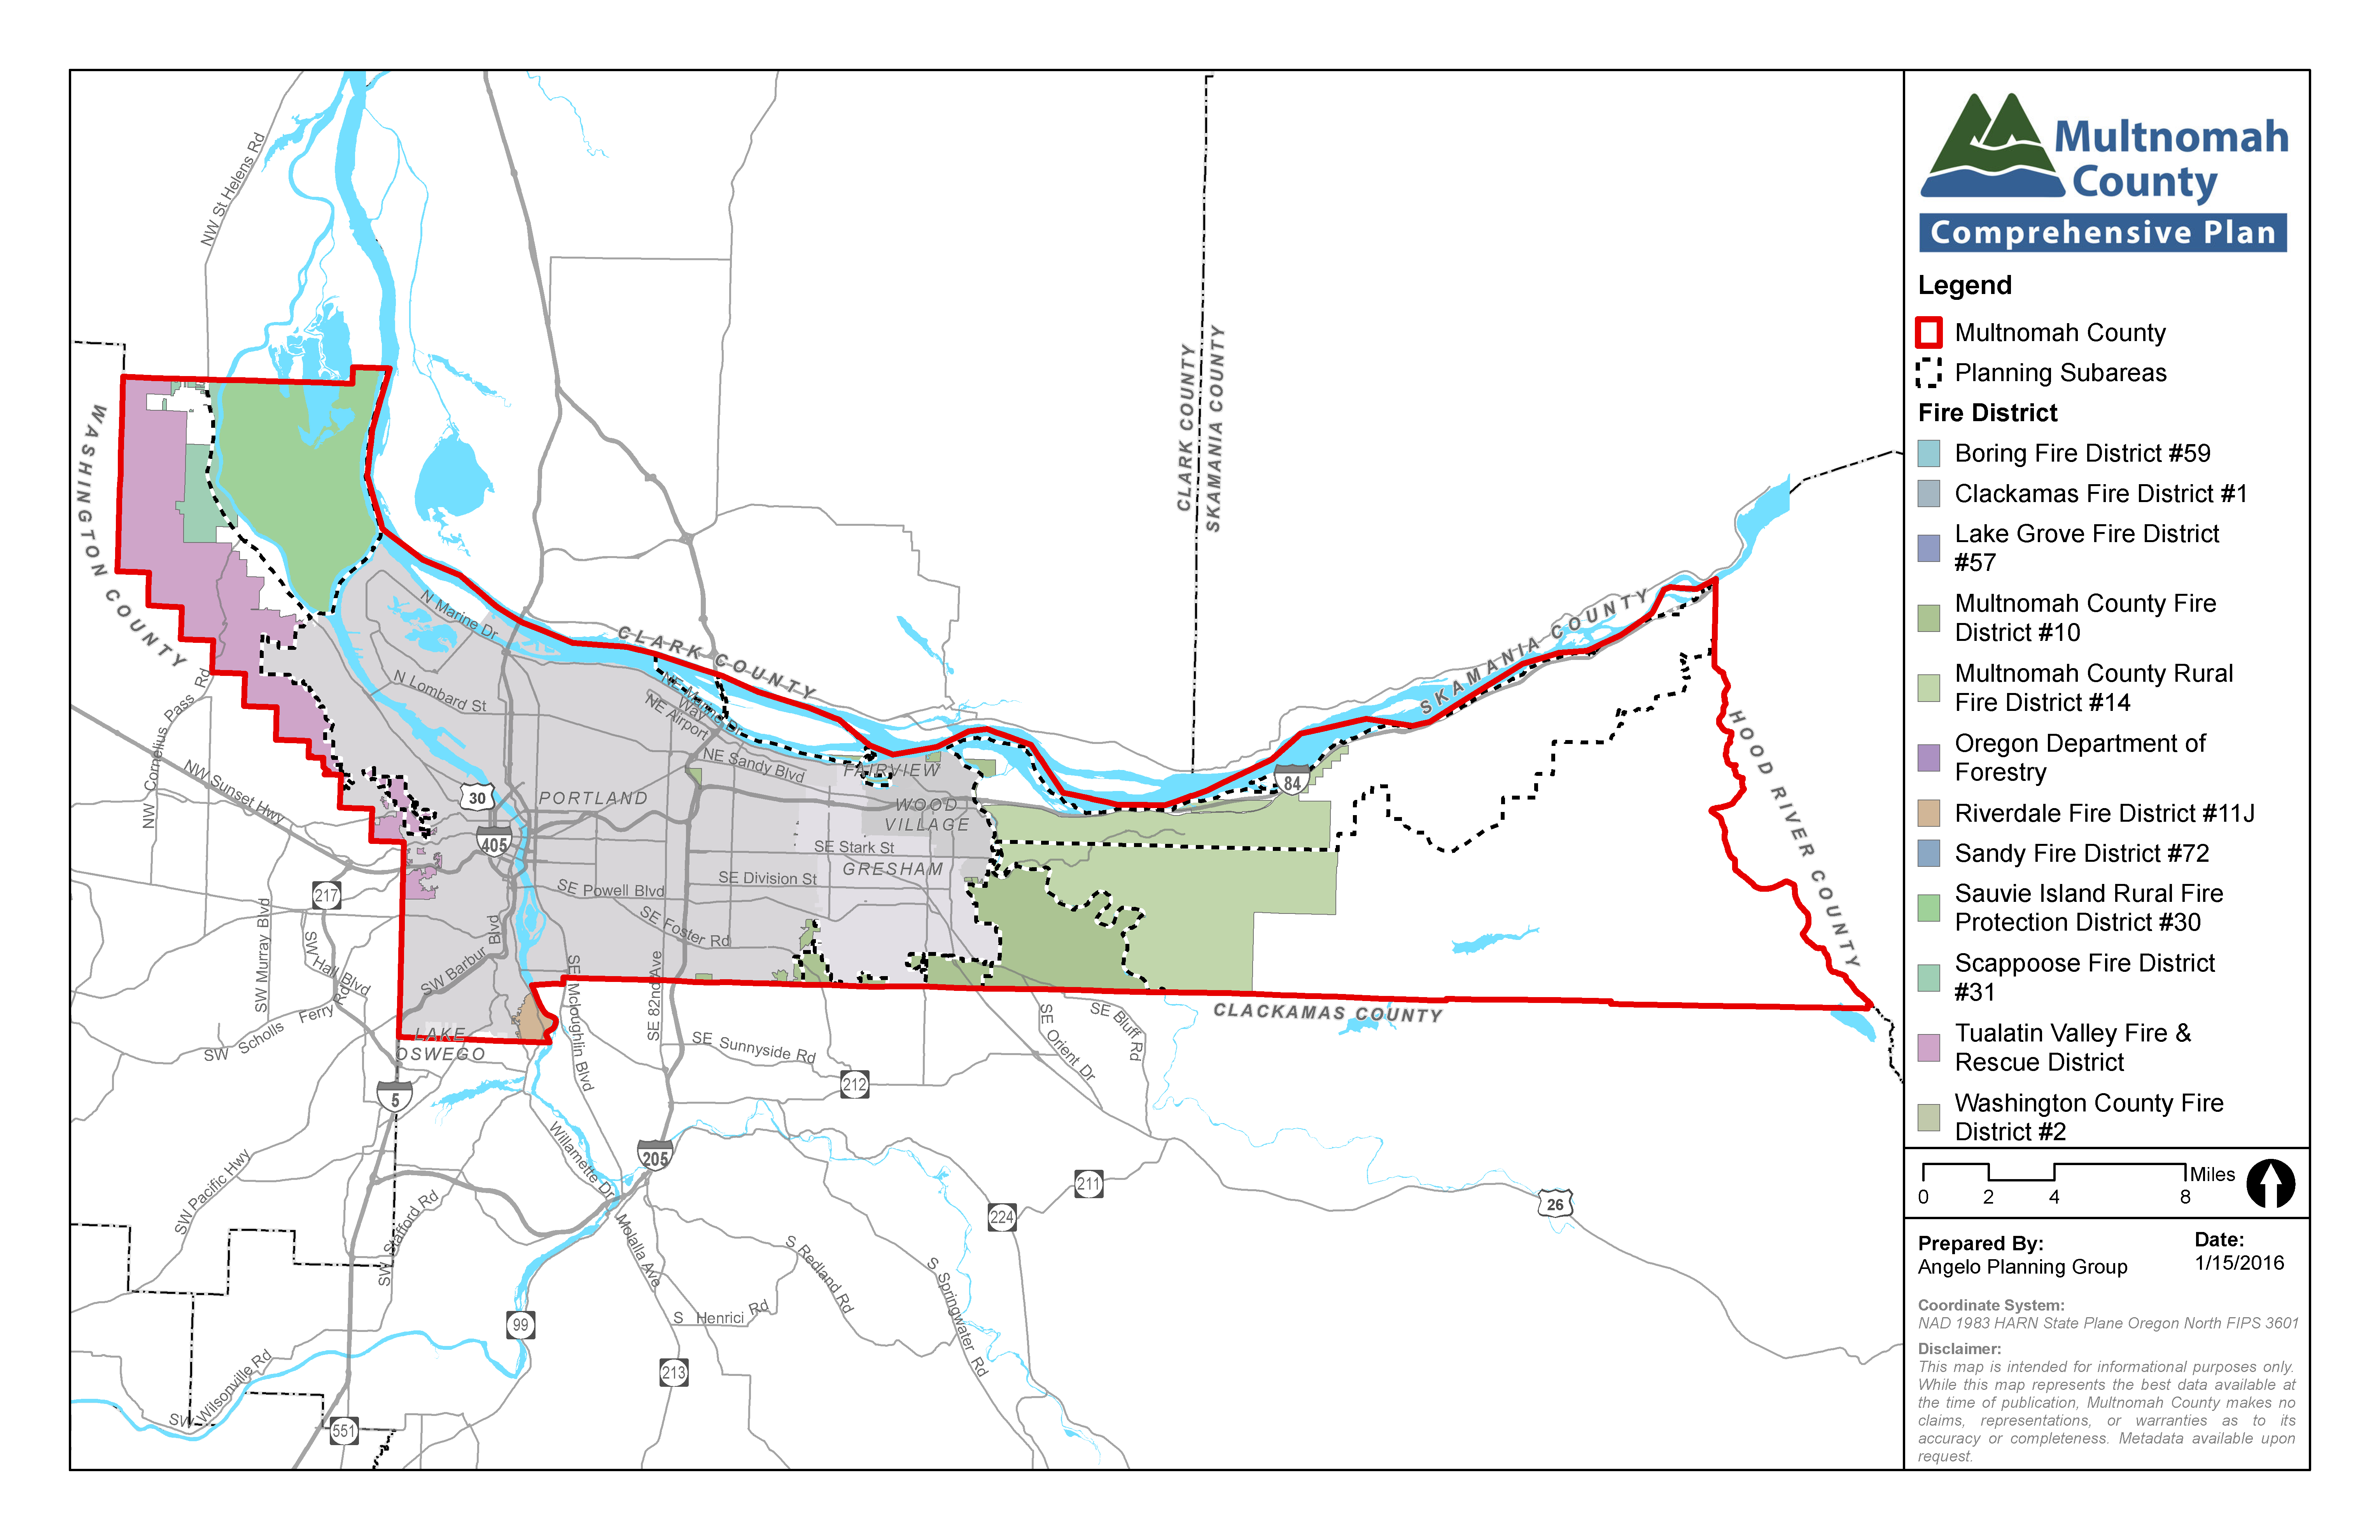 Multnomah
County
Comprehensive Plan
Legend
Multnomah County
Planning Subareas
Fire District
Boring Fire District #59
Clackamas Fire District #1
Lake Grove Fire District
#57
Multnomah County Fire
District #10
Multnomah County Rural
Fire District #14
Oregon Department of
Forestry
Riverdale Fire District #11J
Sandy Fire District #72
Sauvie Island Rural Fire
Protection District #30
Scappoose Fire District
#31
Tualatin Valley Fire &
Rescue District
Washington County Fire
District #2
0 2 4 8 Miles
Prepared By:
Angelo Planning Group
Date:
1/15/2016
Coordinate System:
NAD 1983 HARN State Plane Oregon North FIPS 3601
Disclaimer:
This map is intended for informational purposes only.
While this map represents the best data available at
the time of publication, Multnomah County makes no
claims, representations, or warranties as to its
accuracy or completeness. Metadata available upon
request.
NW St Helens Rd
WASHINGTON COUNTY
CLARK COUNTY
SKAMANIA COUNTY
CLARK COUNTY
SKAMANIA COUNTY
HOOD RIVER COUNTY
CLACKAMAS COUNTY
N Marine Dr
N Lombard St
NE Marine Dr
NE Airport Way
NE Sandy Blvd
FAIRVIEW
WOOD
VILLAGE
PORTLAND
GRESHAM
30
405
84
SE Stark St
SE Division St
SE Powell Blvd
SE Foster Rd
SE 82nd Ave
SE Mcloughlin Blvd
SW Barbur Blvd
NW Cornelius Pass Rd
NW Sunset Hwy
217
SW Murray Blvd
SW Hall Blvd
SW Scholls Ferry Rd
LAKE
OSWEGO
5
SE Sunnyside Rd
212
SE Orient Dr
SE Bluff Rd
Willamette Dr
205
211
224
26
SW Pacific Hwy
SW Stafford Rd
Molalla Ave
S Redland Rd
S Henrici Rd
S Springwater Rd
99
213
SW Wilsonville Rd
551